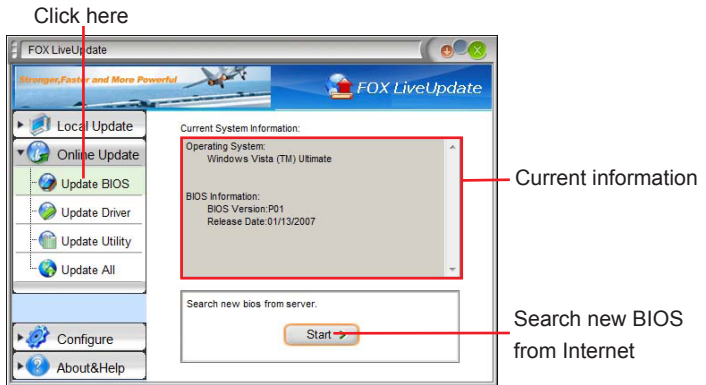 Click here
FOX LiveUpdate
Stronger,Faster and More Powerful
FOX LiveUpdate
Local Update
Online Update
Update BIOS
Update Driver
Update Utility
Update All
Configure
About&Help
Current System Information:
Operating System:
Windows Vista (TM) Ultimate
BIOS Information:
BIOS Version:P01
Release Date:01/13/2007
Search new bios from server.
Start
Current information
Search new BIOS
from Internet